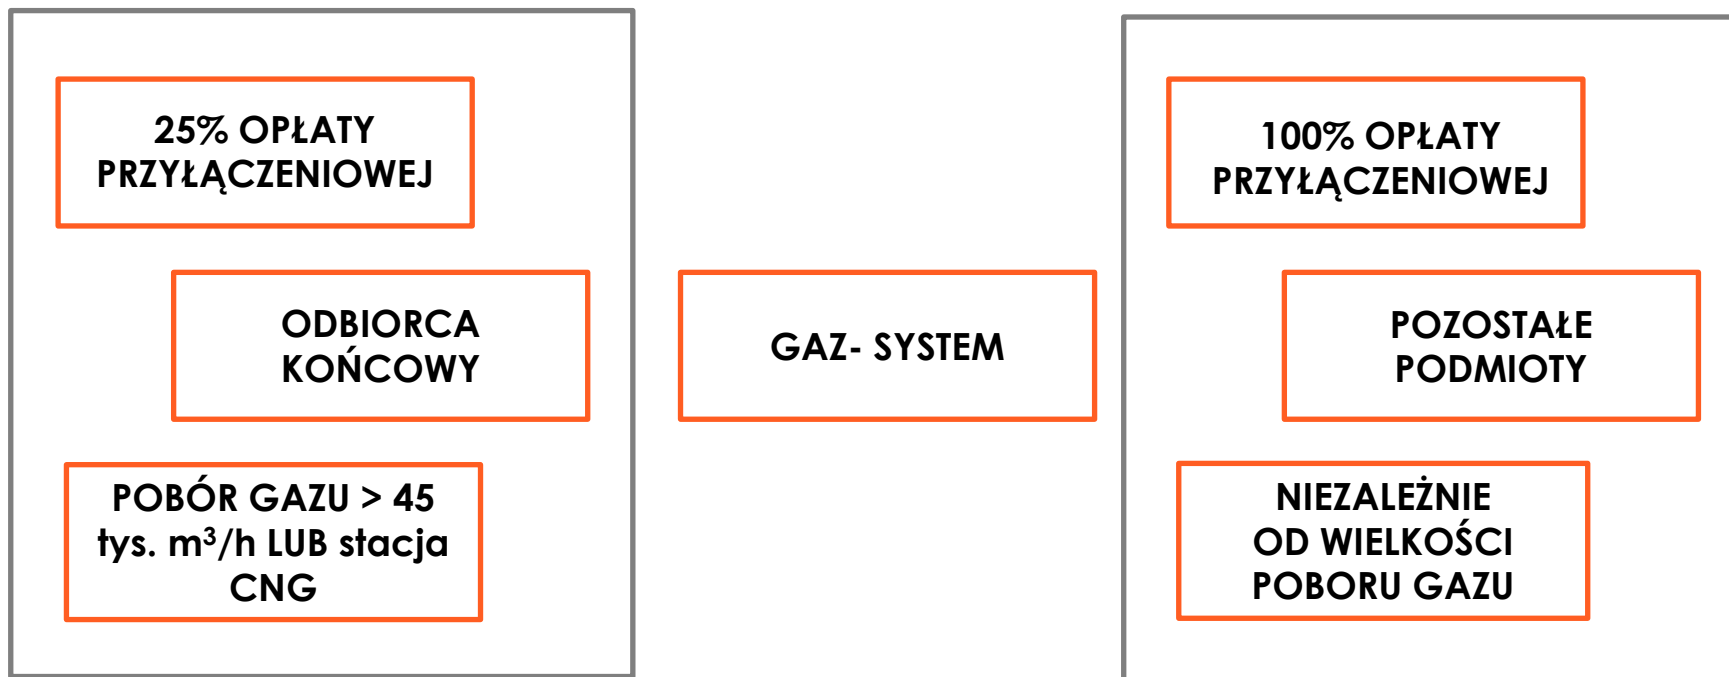 25% OPŁATY
PRZYŁĄCZENIOWEJ
ODBIORCA
KOŃCOWY
POBÓR GAZU > 45
tys. m³/h LUB stacja
CNG
GAZ- SYSTEM
100% OPŁATY
PRZYŁĄCZENIOWEJ
POZOSTAŁE
PODMIOTY
NIEZALEŻNIE
OD WIELKOŚCI
POBORU GAZU